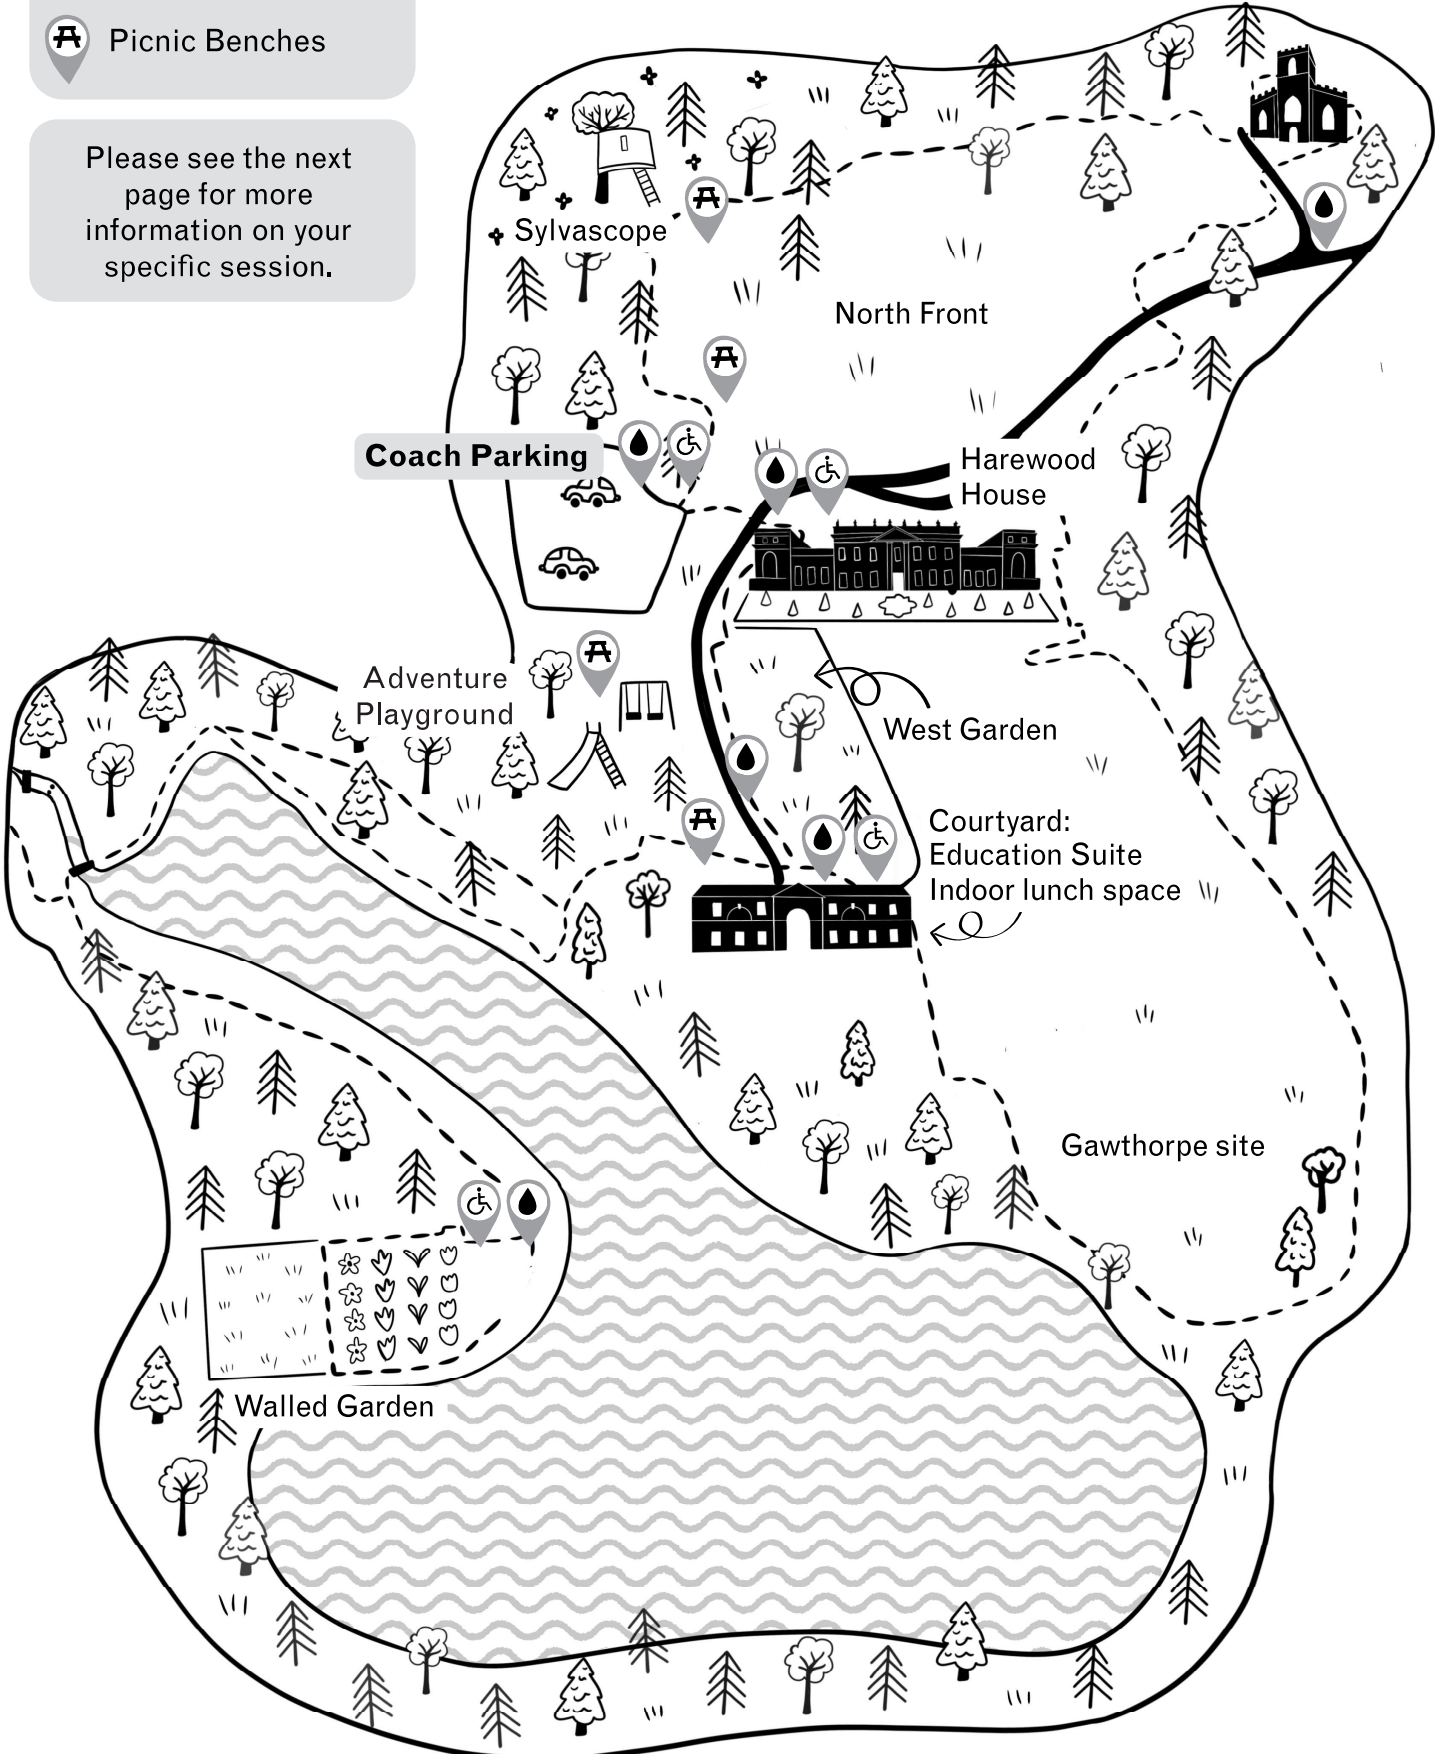 Picnic Benches
Please see the next
page for more
information on your
specific session.
Sylvascope
North Front
Coach Parking
Harewood
House
Adventure
Playground
West Garden
Courtyard:
Education Suite
Indoor lunch space
Gawthorpe site
Walled Garden